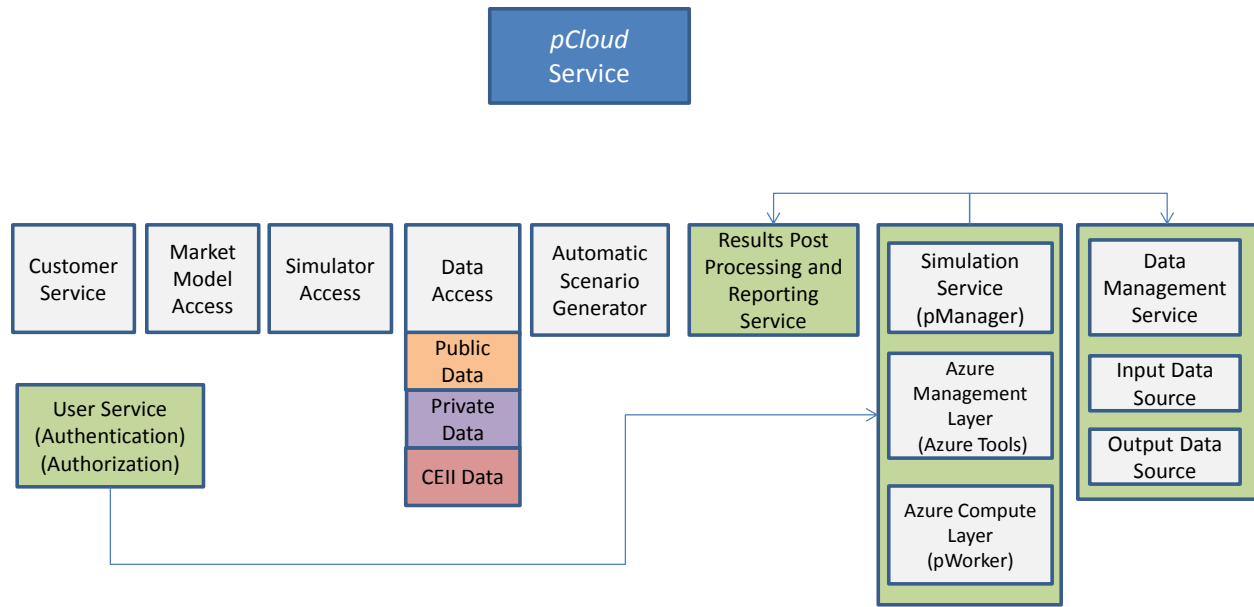 pCloud
Service
Customer
Service
Market
Model
Access
Simulator
Access
Data
Access
Public
Data
Private
Data
CEII Data
Automatic
Scenario
Generator
Results Post
Processing and
Reporting
Service
Simulation
Service
(pManager)
Azure
Management
Layer
(Azure Tools)
Azure Compute
Layer
(pWorker)
Data
Management
Service
Input Data
Source
Output Data
Source
User Service
(Authentication)
(Authorization)